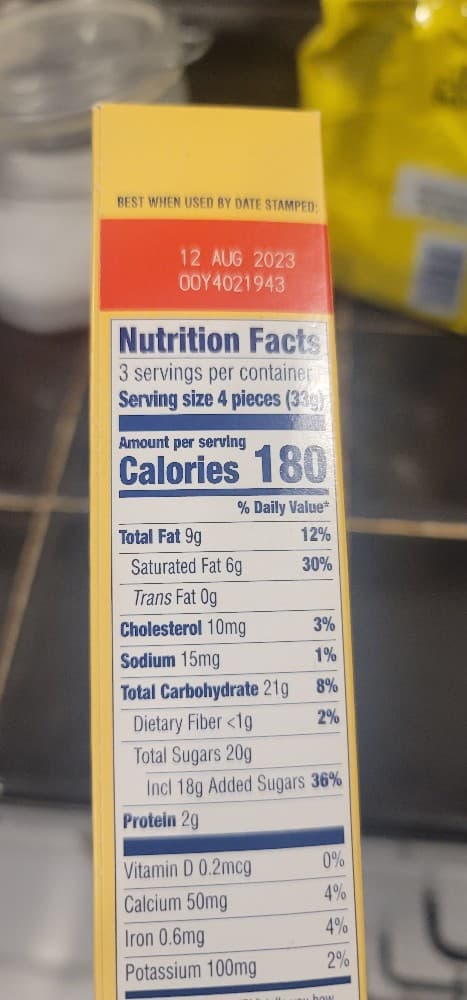 BEST WHEN USED BY DATE STAMPED:
12 AUG 2023
00Y4021943
Nutrition Facts
3 servings per container
Serving size 4 pieces (33g)
Amount per serving
Calories 180
% Daily Value*
Total Fat 9g 12%
Saturated Fat 6g 30%
Trans Fat 0g
Cholesterol 10mg 3%
Sodium 15mg 1%
Total Carbohydrate 21g 8%
Dietary Fiber <1g 2%
Total Sugars 20g
Incl 18g Added Sugars 36%
Protein 2g
Vitamin D 0.2mcg 0%
Calcium 50mg 4%
Iron 0.6mg 4%
Potassium 100mg 2%